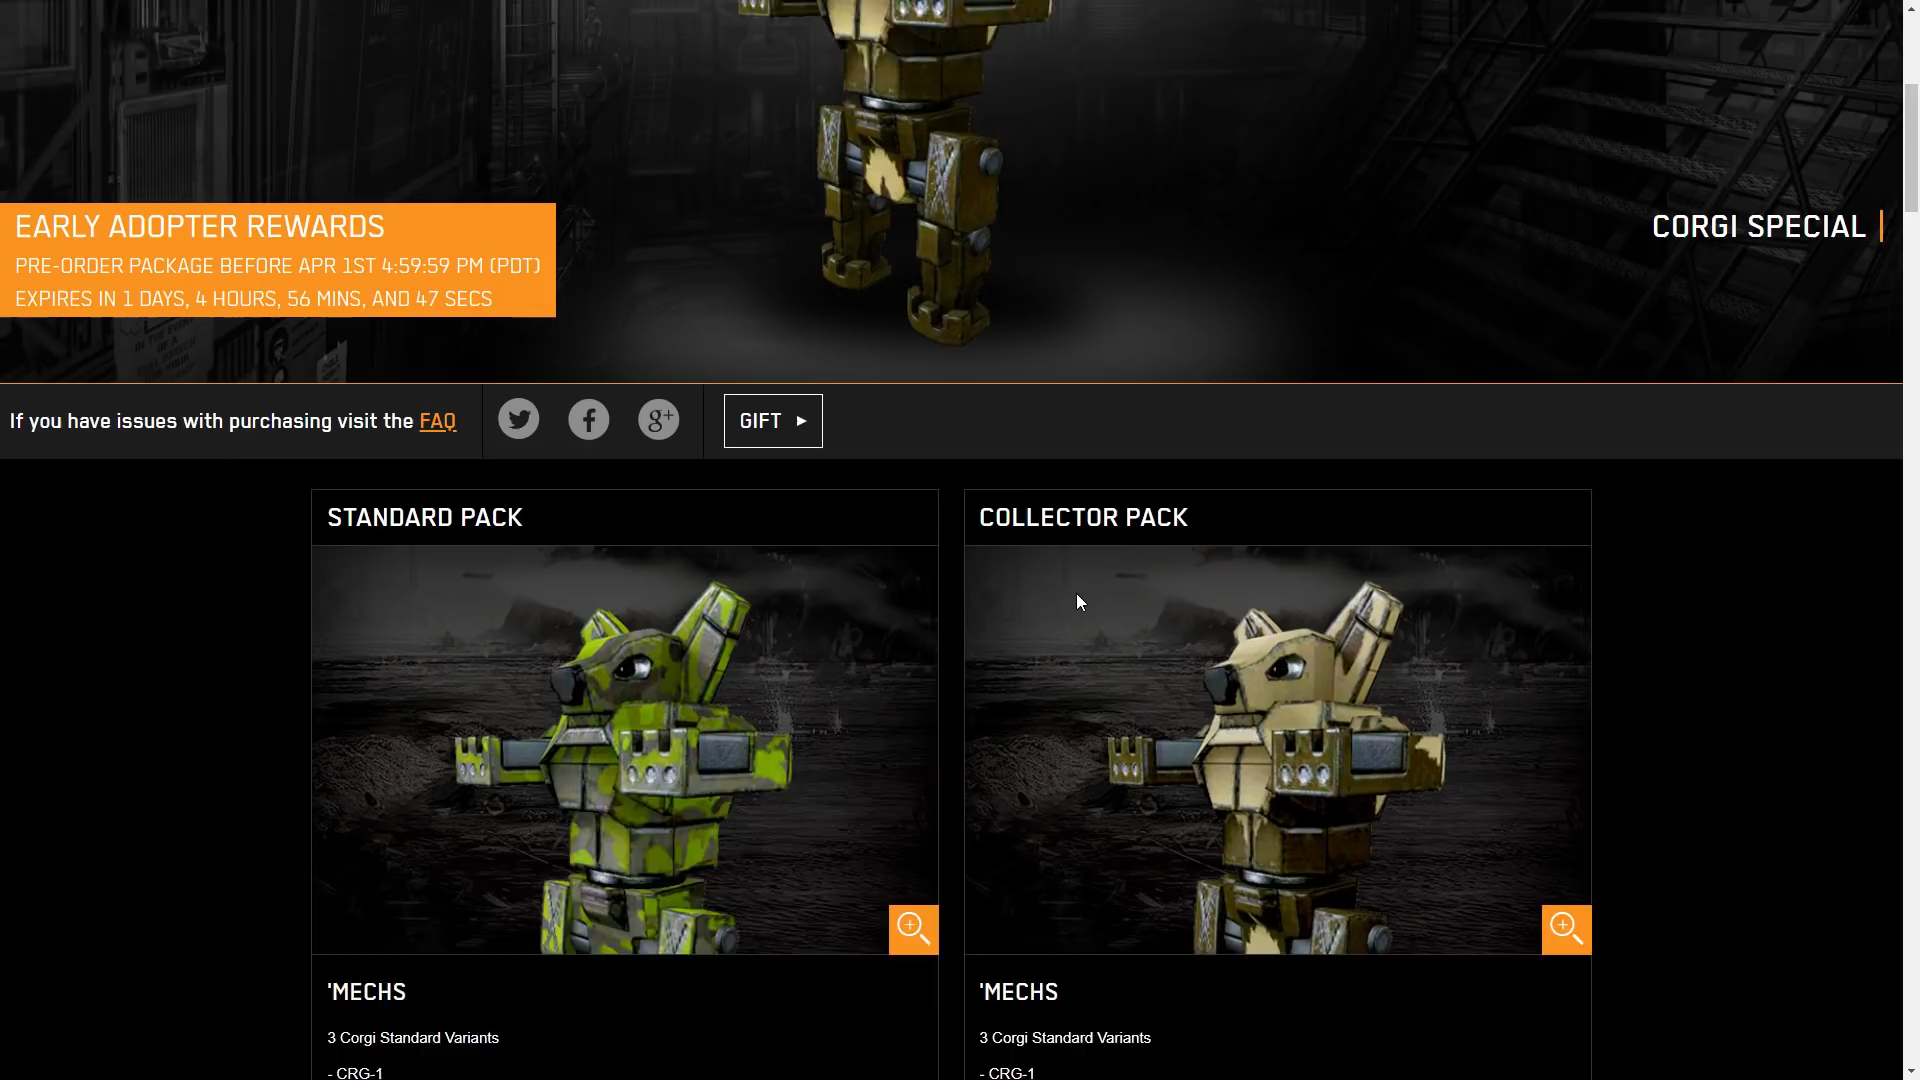 EARLY ADOPTER REWARDS
PRE-ORDER PACKAGE BEFORE APR 1ST 4:59:59 PM (PDT)
EXPIRES IN 1 DAYS, 4 HOURS, 56 MINS, AND 47 SECS
CORGI SPECIAL
If you have issues with purchasing visit the FAQ
GIFT ►
STANDARD PACK
COLLECTOR PACK
'MECHS
3 Corgi Standard Variants
- CRG-1
'MECHS
3 Corgi Standard Variants
- CRG-1